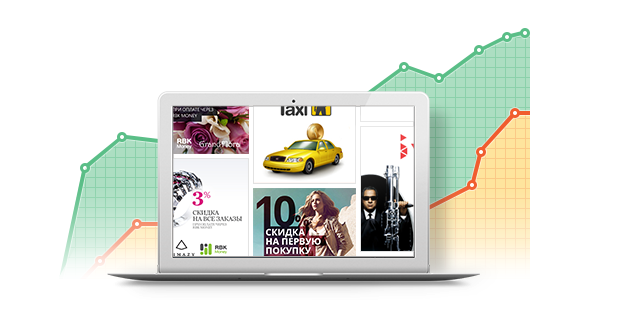 ПРИ ОПЛАТЕ ЧЕРЕЗ
RBK MONEY
RBK
Money
Grand Flora
Taxi
3%
СКИДКА
НА ВСЕ ЗАКАЗЫ
RBK
Money
10%
СКИДКА
НА ПЕРВУЮ
ПОКУПКУ